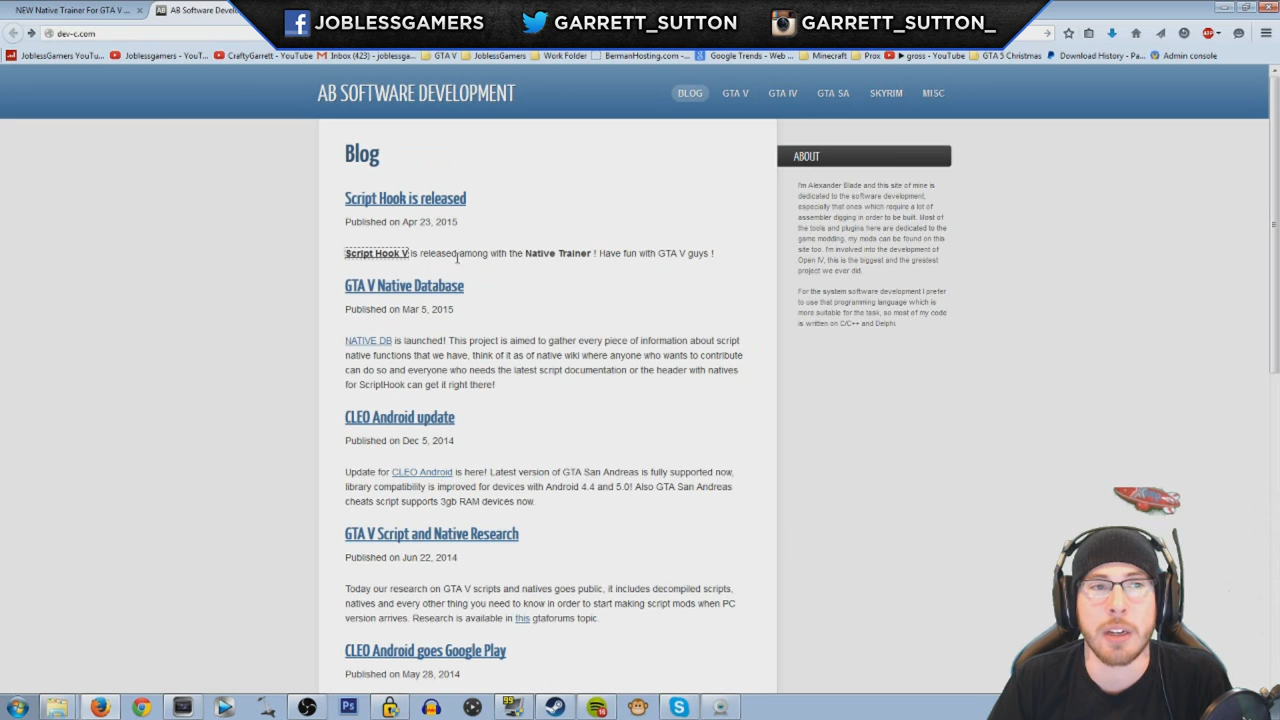 JOBLESSGAMERS GARRETT_SUTTON GARRETT_SUTTON_
NEW Native Trainer For GTA V ...
AB Software Develo
dev-c.com
JoblessGamers YouTu... Joblessgamers - YouT... CraftyGarrett - YouTube Inbox (423) - joblessga... GTA V JoblessGamers Work Folder BermanHosting.com -... Google Trends - Web ... Minecraft Prox gross - YouTube GTA 5 Christmas Download History - Pa... Admin console
AB SOFTWARE DEVELOPMENT
BLOG GTA V GTA IV GTA SA SKYRIM MISC
Blog
Script Hook is released
Published on Apr 23, 2015
Script Hook V is released among with the Native Trainer ! Have fun with GTA V guys !
GTA V Native Database
Published on Mar 5, 2015
NATIVE DB is launched! This project is aimed to gather every piece of information about script
native functions that we have, think of it as of native wiki where anyone who wants to contribute
can do so and everyone who needs the latest script documentation or the header with natives
for ScriptHook can get it right there!
CLEO Android update
Published on Dec 5, 2014
Update for CLEO Android is here! Latest version of GTA San Andreas is fully supported now,
library compatibility is improved for devices with Android 4.4 and 5.0! Also GTA San Andreas
cheats script supports 3gb RAM devices now.
GTA V Script and Native Research
Published on Jun 22, 2014
Today our research on GTA V scripts and natives goes public, it includes decompiled scripts,
natives and every other thing you need to know in order to start making script mods when PC
version arrives. Research is available in this gtaforums topic.
CLEO Android goes Google Play
Published on May 28, 2014
ABOUT
I'm Alexander Blade and this site of mine is
dedicated to the software development,
especially that ones which require a lot of
assembler digging in order to be built. Most of
the tools and plugins here are dedicated to the
game modding, my mods can be found on this
site too. I'm involved into the development of
Open IV, this is the biggest and the greatest
project we ever did.
For the system software development I prefer
to use that programming language which is
more suitable for the task, so most of my code
is written on C/C++ and Delphi.